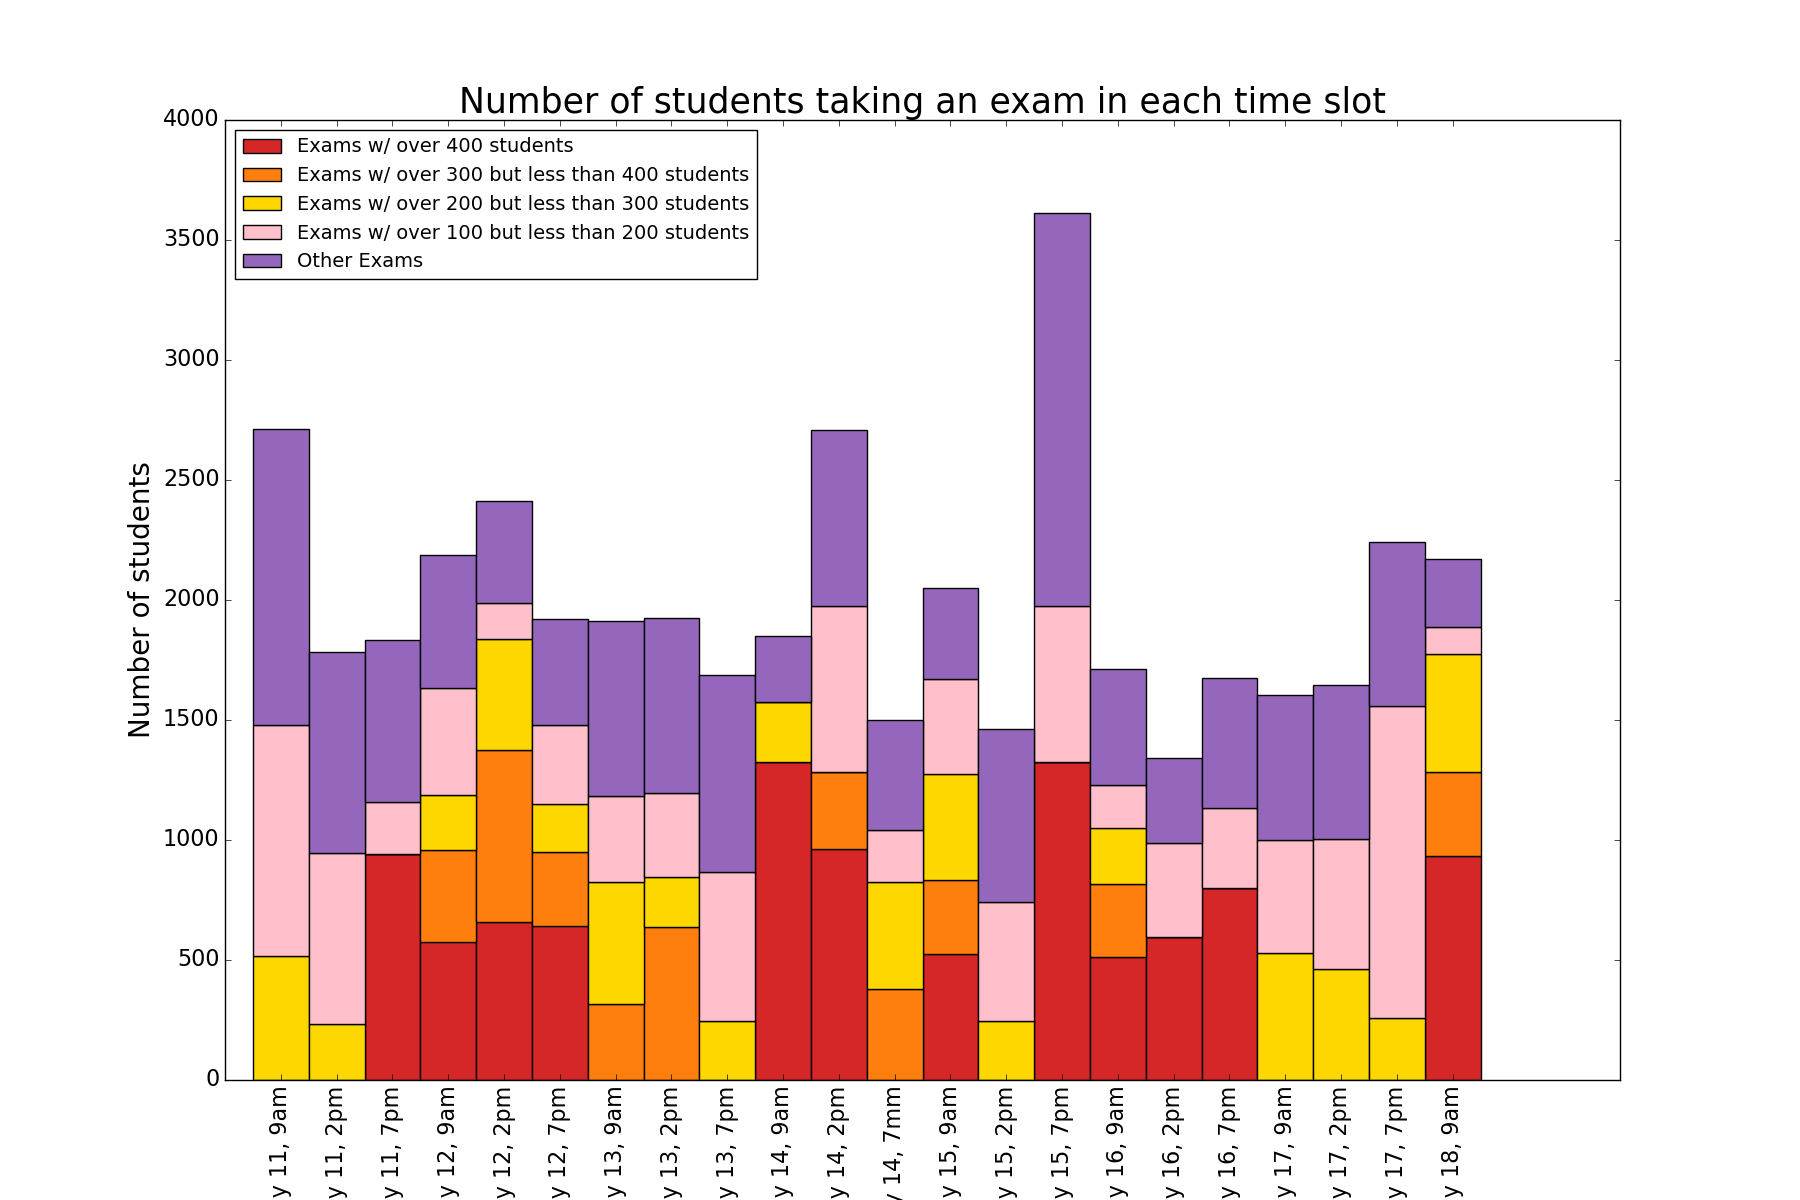 Number of students taking an exam in each time slot
4000
3500
3000
2500
2000
1500
1000
500
0
Number of students
Exams w/ over 400 students
Exams w/ over 300 but less than 400 students
Exams w/ over 200 but less than 300 students
Exams w/ over 100 but less than 200 students
Other Exams
y 11, 9am
y 11, 2pm
y 11, 7pm
y 12, 9am
y 12, 2pm
y 12, 7pm
y 13, 9am
y 13, 2pm
y 13, 7pm
y 14, 9am
y 14, 2pm
y 14, 7mm
y 15, 9am
y 15, 2pm
y 15, 7pm
y 16, 9am
y 16, 2pm
y 16, 7pm
y 17, 9am
y 17, 2pm
y 17, 7pm
y 18, 9am